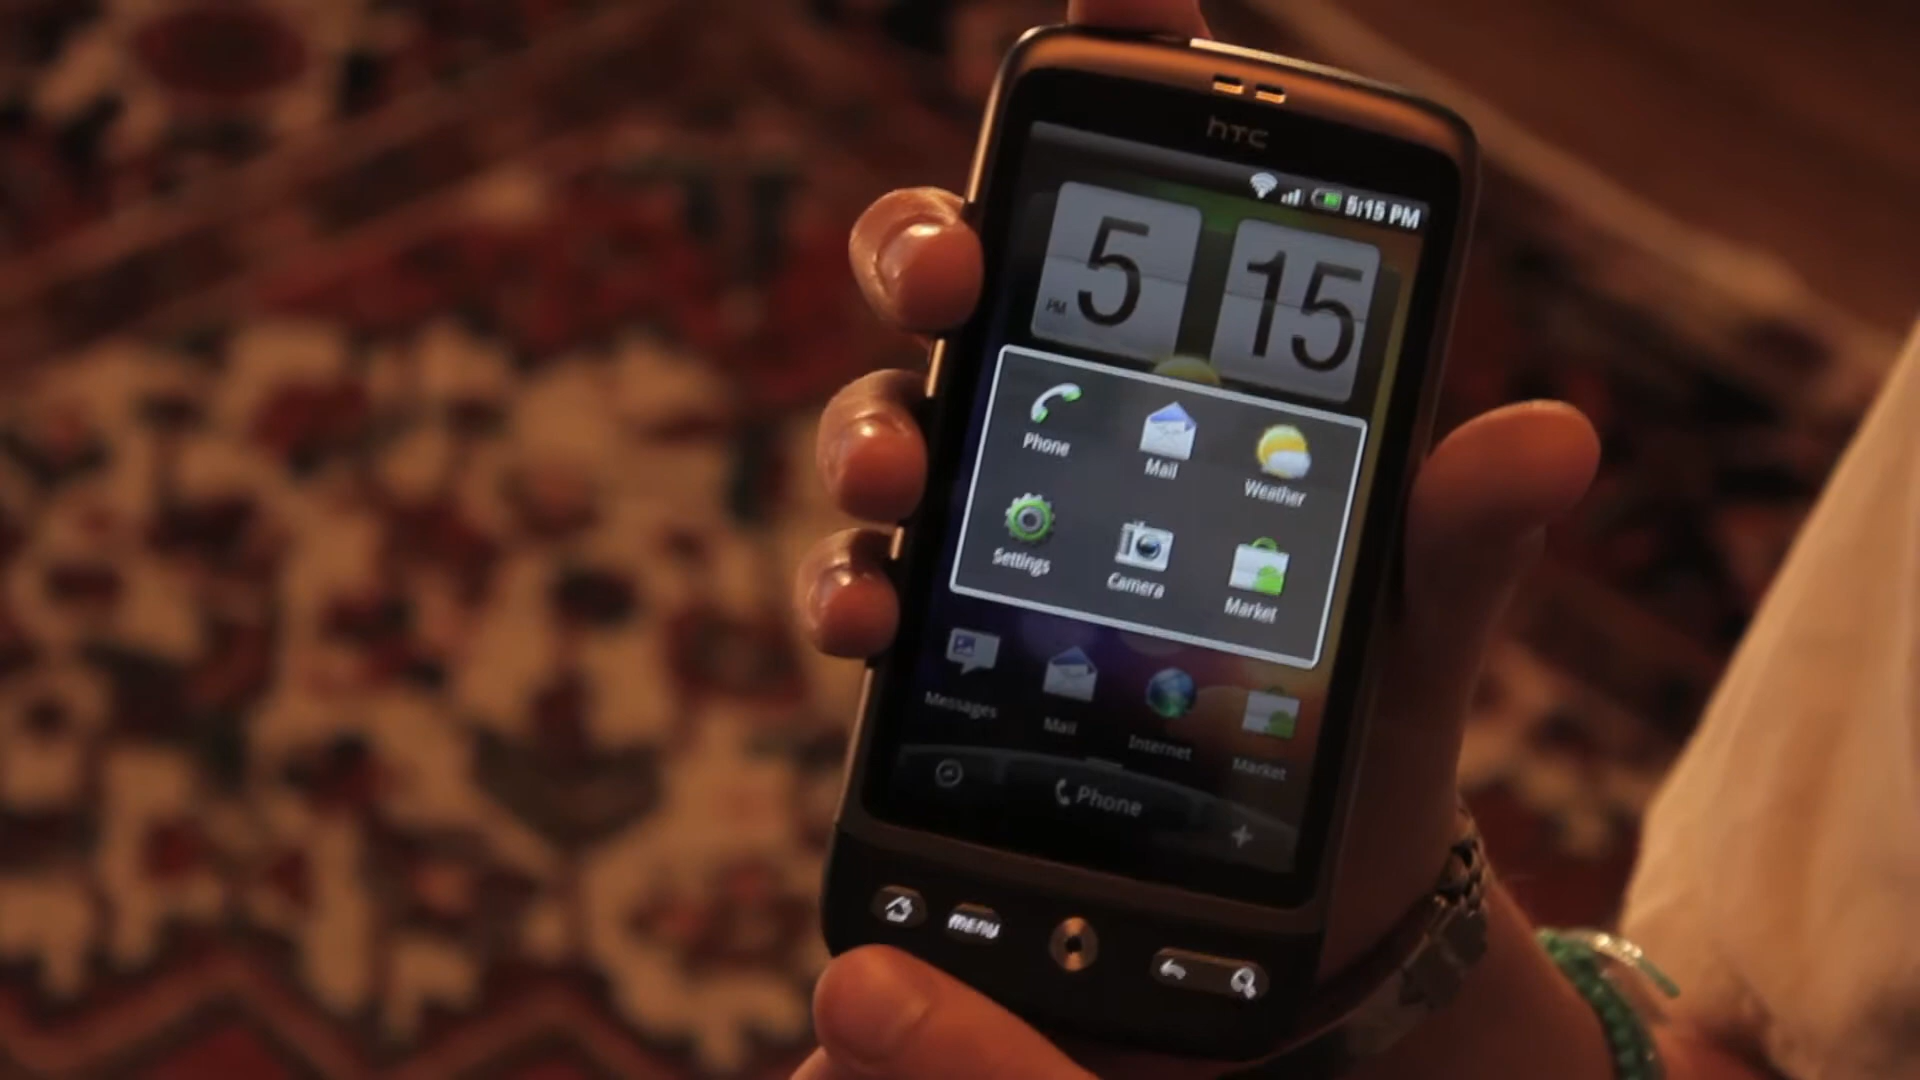 hTC
5:15 PM
5 15
PM
Phone Mail Weather
Settings Camera Market
Messages Mail Internet Market
Phone
menu